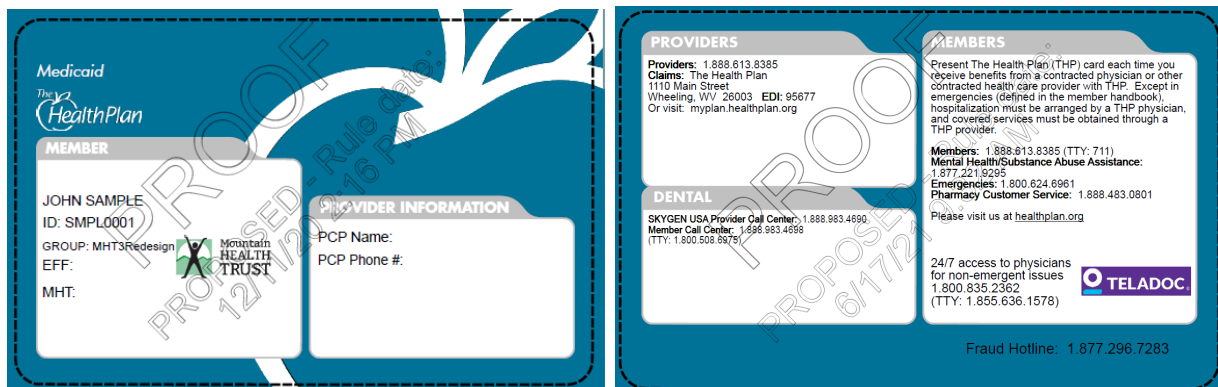 Medicaid
The
HealthPlan
MEMBER
JOHN SAMPLE
ID: SMPL0001
GROUP: MHT3Redesign
EFF:
MHT:
Mountain
HEALTH
TRUST
PROVIDER INFORMATION
PCP Name:
PCP Phone #:
PROOF
PROPOSED - Rule date:
12/11/20 2:16 PM
PROVIDERS
Providers: 1.888.613.8385
Claims: The Health Plan
1110 Main Street
Wheeling, WV 26003 EDI: 95677
Or visit: myplan.healthplan.org
DENTAL
SKYGEN USA Provider Call Center: 1.888.983.4690
Member Call Center: 1.888.983.4698
(TTY: 1.800.508.6975)
MEMBERS
Present The Health Plan (THP) card each time you
receive benefits from a contracted physician or other
contracted health care provider with THP. Except in
emergencies (defined in the member handbook),
hospitalization must be arranged by a THP physician,
and covered services must be obtained through a
THP provider.
Members: 1.888.613.8385 (TTY: 711)
Mental Health/Substance Abuse Assistance:
1.877.221.9295
Emergencies: 1.800.624.6961
Pharmacy Customer Service: 1.888.483.0801
Please visit us at healthplan.org
24/7 access to physicians
for non-emergent issues
1.800.835.2362
(TTY: 1.855.636.1578)
TELADOC
Fraud Hotline: 1.877.296.7283
PROOF
PROPOSED
6/17/21